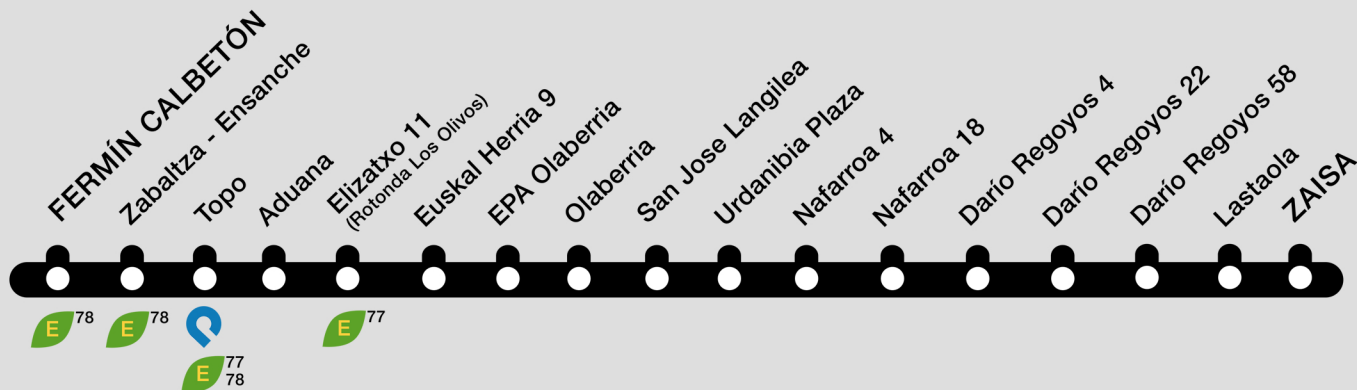 FERMÍN CALBETÓN
Zabaltza - Ensanche
Topo
Aduana
Elizatxo 11
(Rotonda Los Olivos)
Euskal Herria 9
EPA Olaberria
Olaberria
San Jose Langilea
Urdanibia Plaza
Nafarroa 4
Nafarroa 18
Darío Regoyos 4
Darío Regoyos 22
Darío Regoyos 58
Lastaola
ZAISA
E 78
E 78
E 77
E 77
78